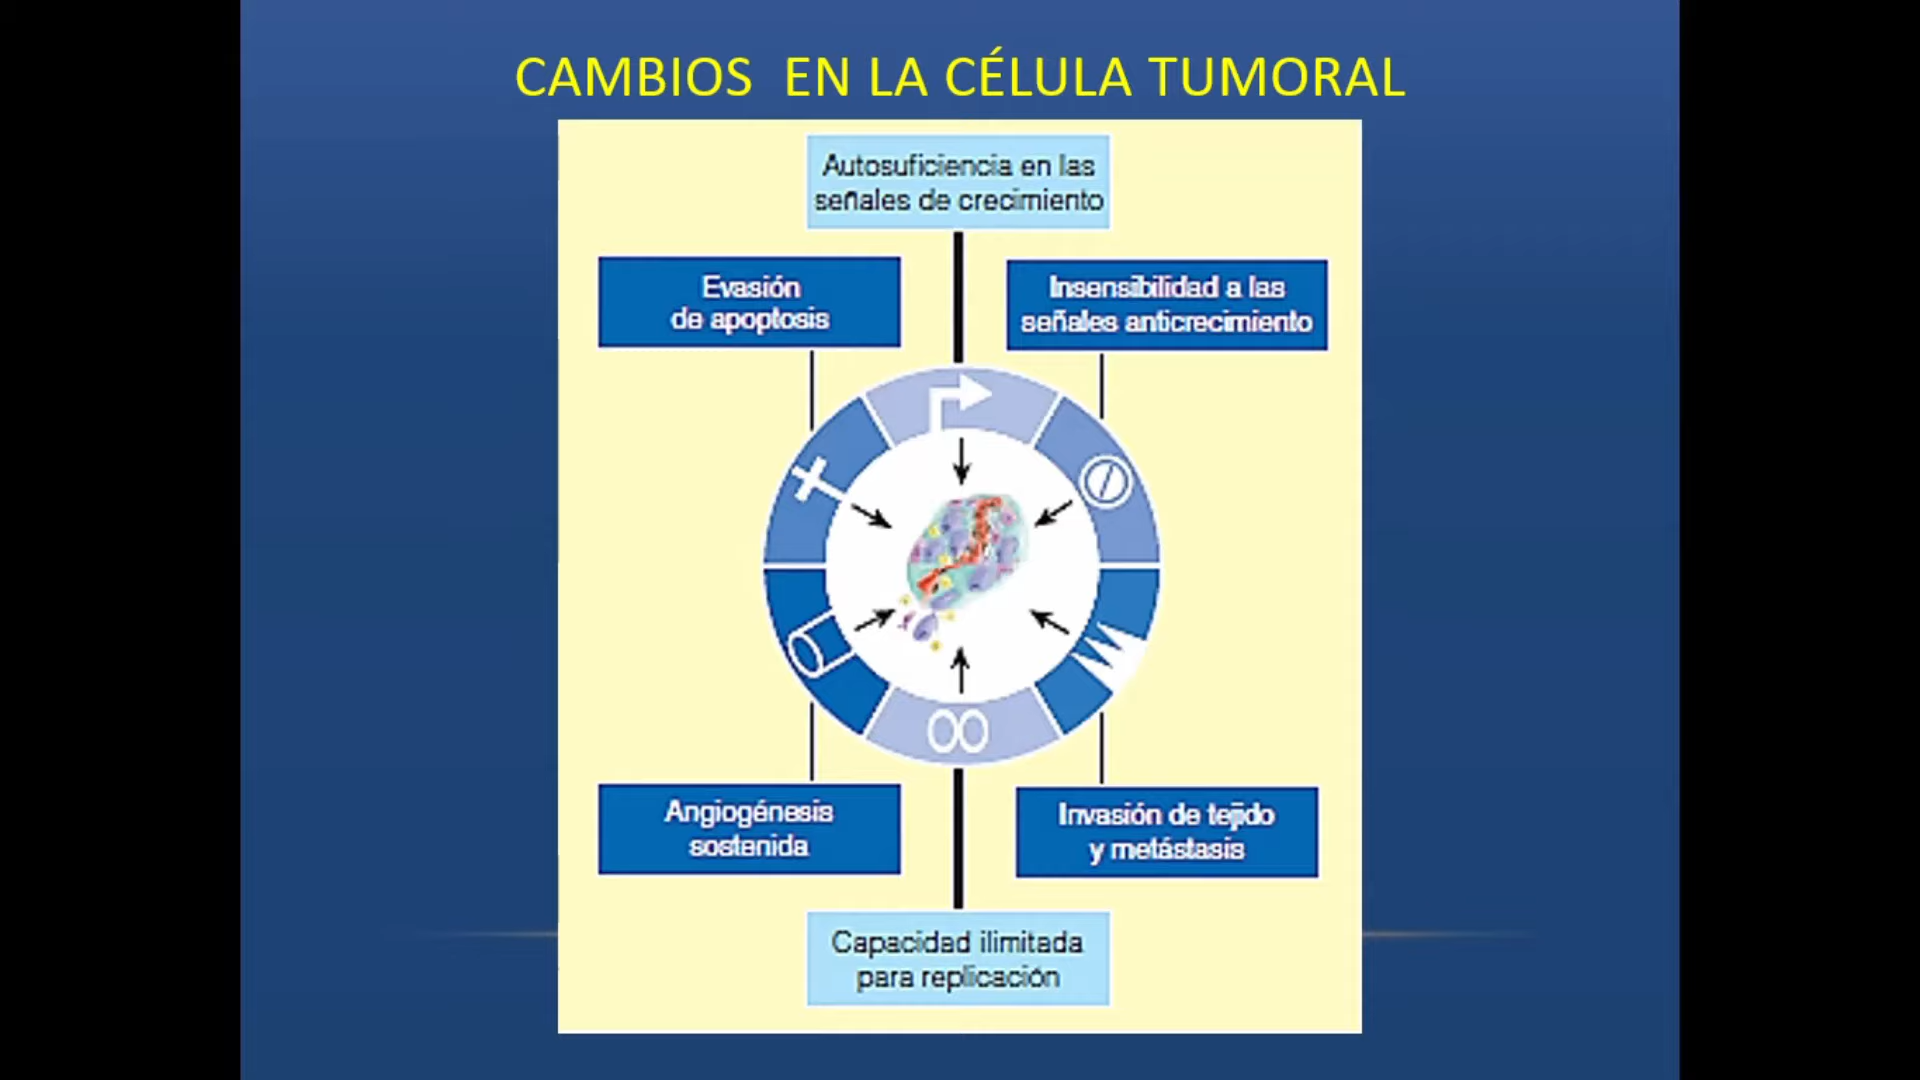 CAMBIOS EN LA CÉLULA TUMORAL
Autosuficiencia en las
señales de crecimiento
Evasión
de apoptosis
Insensibilidad a las
señales anticrecimiento
Angiogénesis
sostenida
Invasión de tejido
y metástasis
Capacidad ilimitada
para replicación